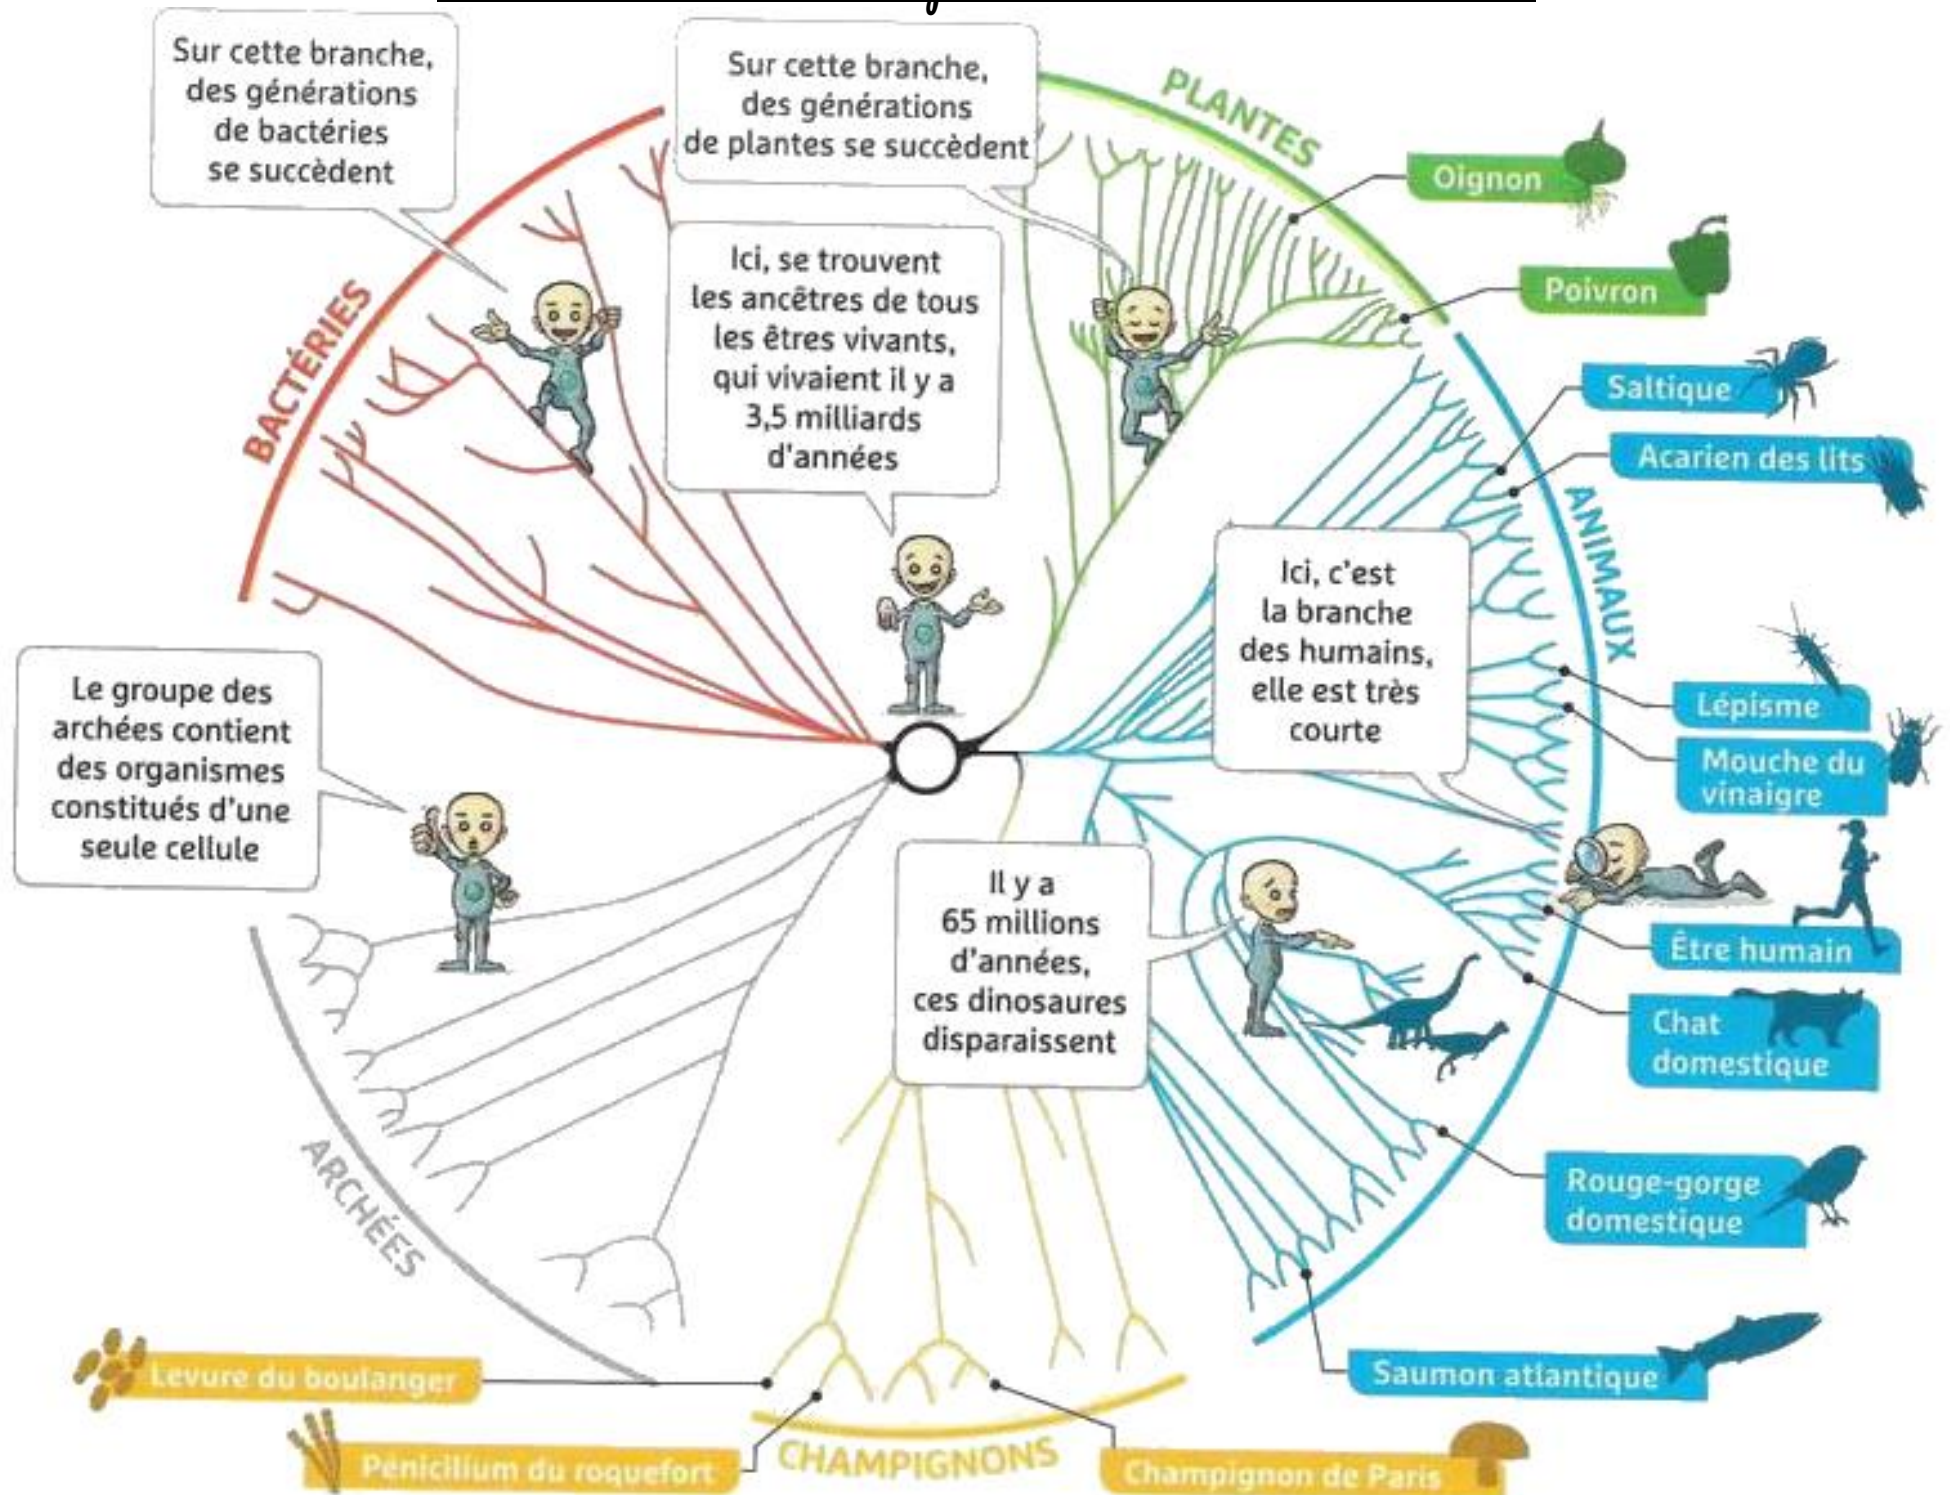 Sur cette branche,
des générations
de bactéries
se succèdent
Sur cette branche,
des générations
de plantes se succèdent
PLANTES
Oignon
Poivron
Ici, se trouvent
les ancêtres de tous
les êtres vivants,
qui vivaient il y a
3,5 milliards
d'années
BACTÉRIES
Saltique
Acarien des lits
ANIMAUX
Ici, c'est
la branche
des humains,
elle est très
courte
Le groupe des
archées contient
des organismes
constitués d'une
seule cellule
Lépisme
Mouche du
vinaigre
Il y a
65 millions
d'années,
ces dinosaures
disparaissent
Être humain
Chat
domestique
ARCHÉES
Rouge-gorge
domestique
Levure du boulanger
Saumon atlantique
Pénicilium du roquefort
CHAMPIGNONS
Champignon de Paris